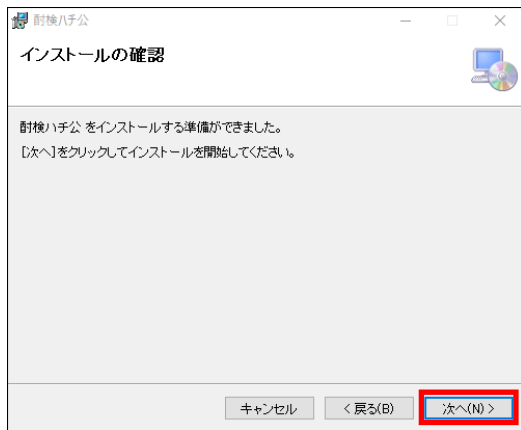 酎検ハチ公
インストールの確認
酎検ハチ公 をインストールする準備ができました。
[次へ]をクリックしてインストールを開始してください。
キャンセル
< 戻る(B)
次へ(N) >